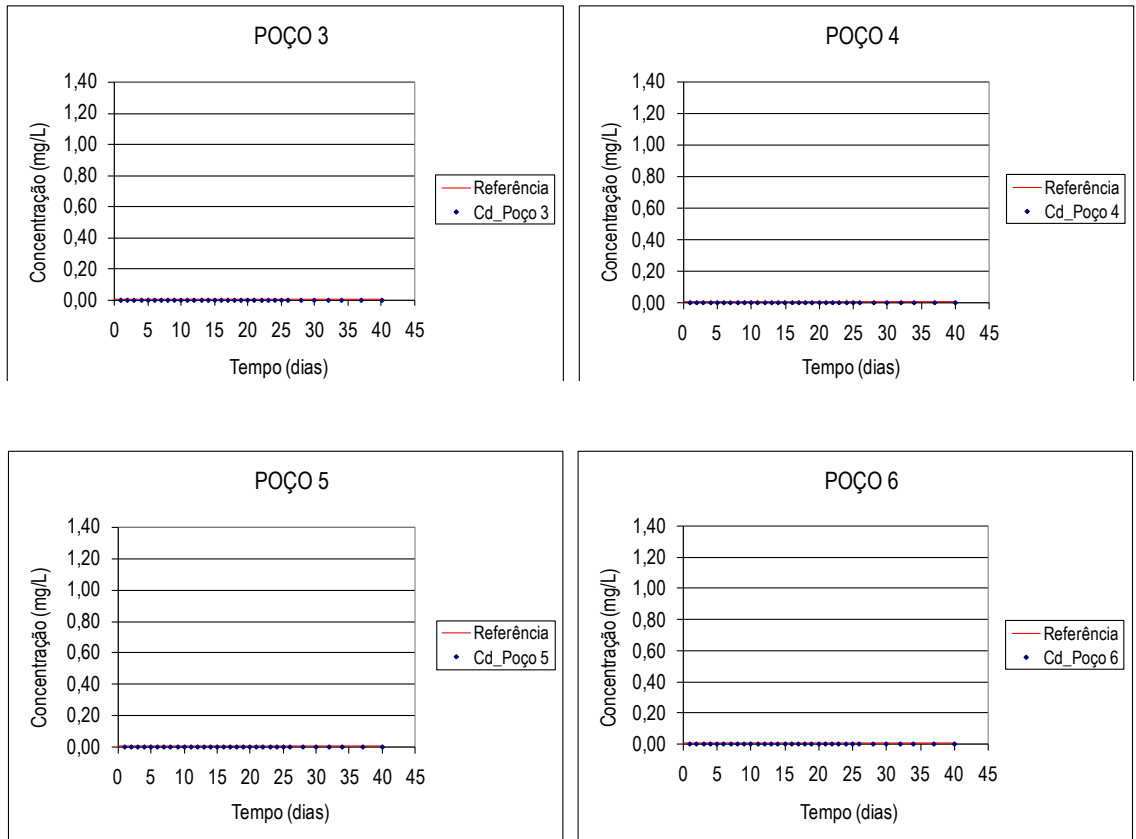 POÇO 3
1,40
1,20
1,00
0,80
0,60
0,40
0,20
0,00
Concentração (mg/L)
0 5 10 15 20 25 30 35 40 45
Tempo (dias)
Referência
Cd_Poço 3
POÇO 4
1,40
1,20
1,00
0,80
0,60
0,40
0,20
0,00
Concentração (mg/L)
0 5 10 15 20 25 30 35 40 45
Tempo (dias)
Referência
Cd_Poço 4
POÇO 5
1,40
1,20
1,00
0,80
0,60
0,40
0,20
0,00
Concentração (mg/L)
0 5 10 15 20 25 30 35 40 45
Tempo (dias)
Referência
Cd_Poço 5
POÇO 6
1,40
1,20
1,00
0,80
0,60
0,40
0,20
0,00
Concentração (mg/L)
0 5 10 15 20 25 30 35 40 45
Tempo (dias)
Referência
Cd_Poço 6